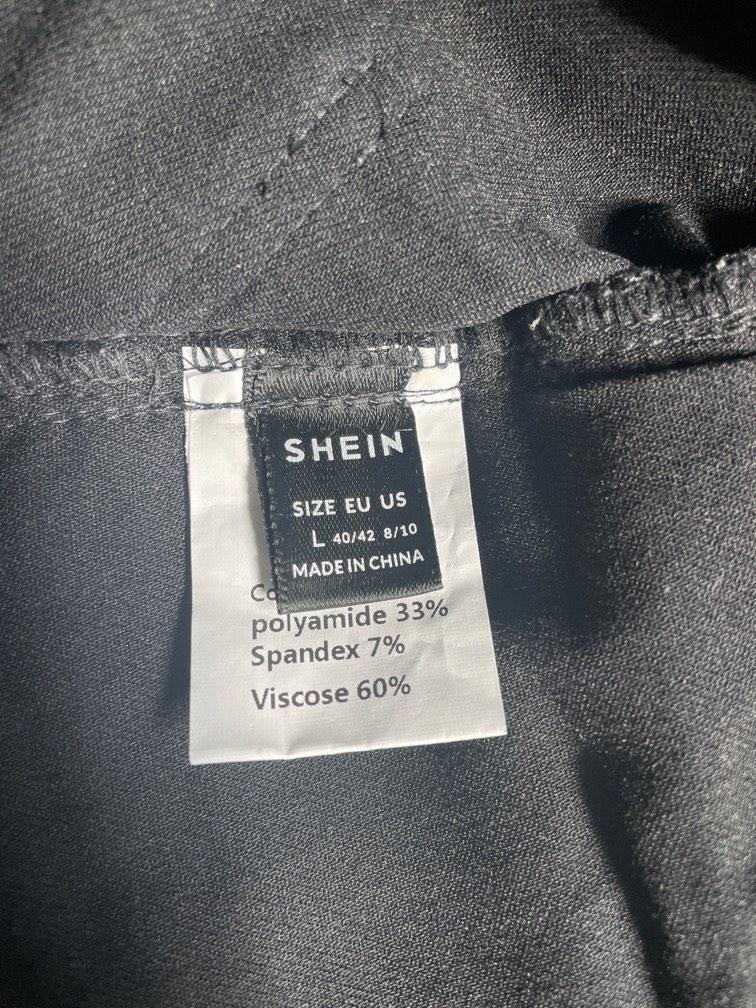 SHEIN
SIZE EU US
L 40/42 8/10
MADE IN CHINA
polyamide 33%
Spandex 7%
Viscose 60%